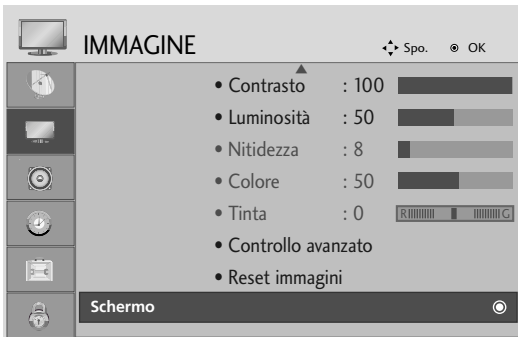 IMMAGINE Spo. OK
• Contrasto : 100
• Luminosità : 50
• Nitidezza : 8
• Colore : 50
• Tinta : 0 R G
• Controllo avanzato
• Reset immagini
Schermo